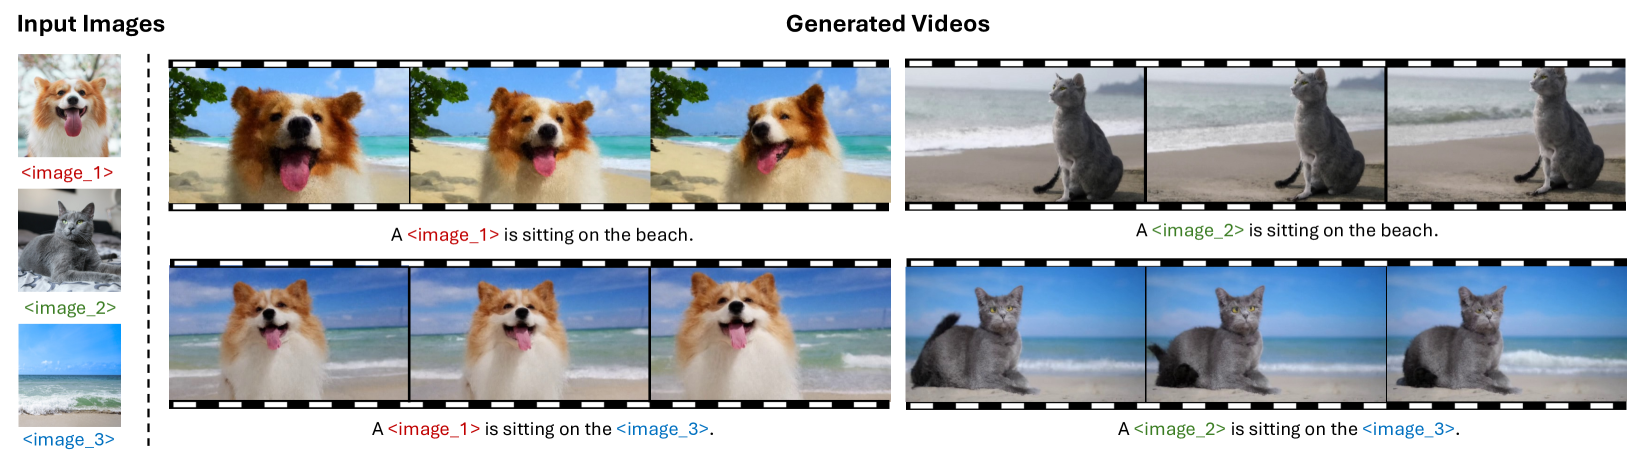 Input Images
Generated Videos
<image_1>
<image_2>
<image_3>
A <image_1> is sitting on the beach.
A <image_2> is sitting on the beach.
A <image_1> is sitting on the <image_3>.
A <image_2> is sitting on the <image_3>.